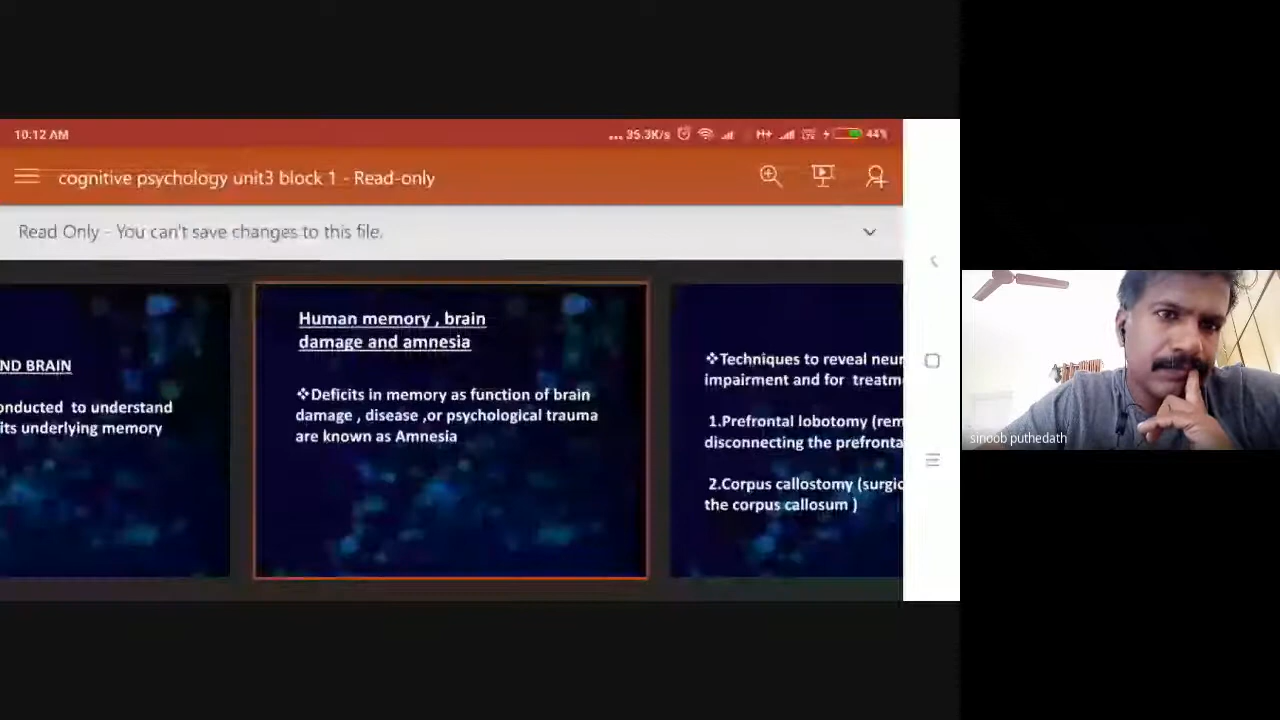 10:12 AM
... 35.3K/s
H+
44%
cognitive psychology unit3 block 1 - Read-only
Read Only - You can't save changes to this file.
ND BRAIN
onducted to understand
its underlying memory
Human memory , brain
damage and amnesia
❖Deficits in memory as function of brain
damage , disease ,or psychological trauma
are known as Amnesia
❖Techniques to reveal neur
impairment and for treatm
1.Prefrontal lobotomy (rem
disconnecting the prefronta
2.Corpus callostomy (surgic
the corpus callosum )
sinoob puthedath